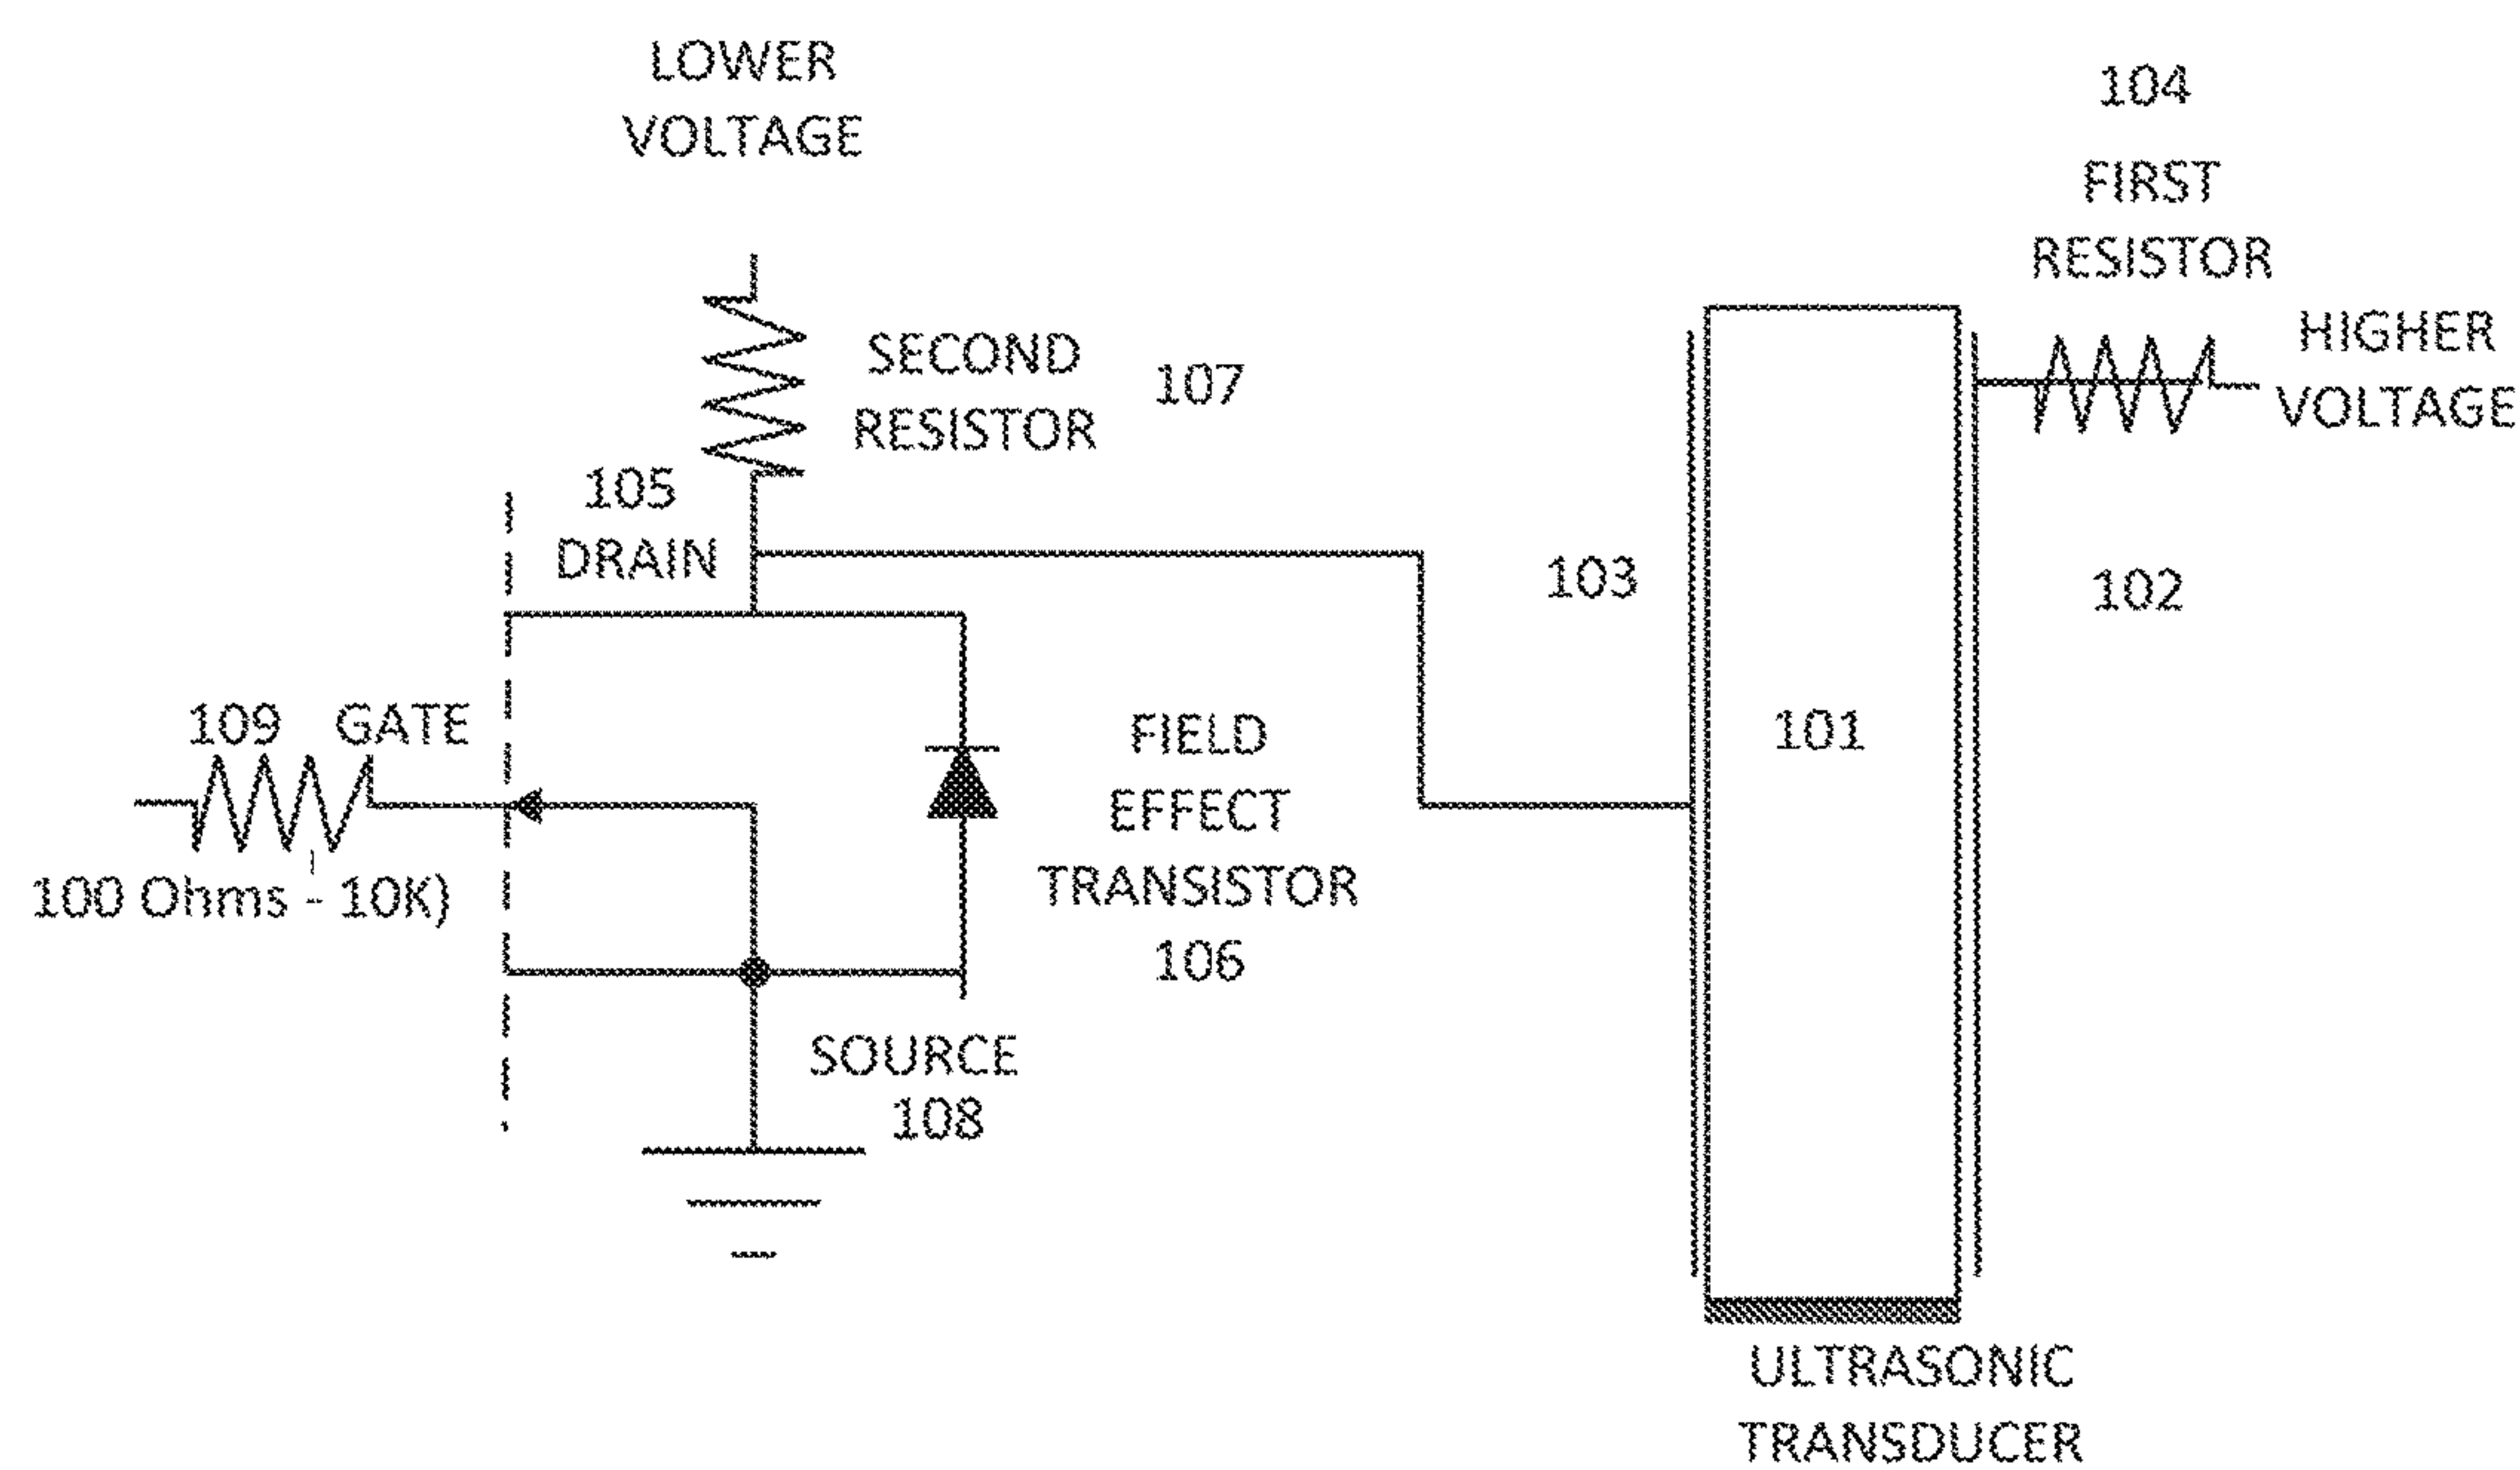 LOWER
VOLTAGE
104
FIRST
RESISTOR
HIGHER
VOLTAGE
SECOND
RESISTOR
107
105
DRAIN
103
102
109 GATE
100 Ohms - 10K)
FIELD
EFFECT
TRANSISTOR
106
101
SOURCE
108
ULTRASONIC
TRANSDUCER